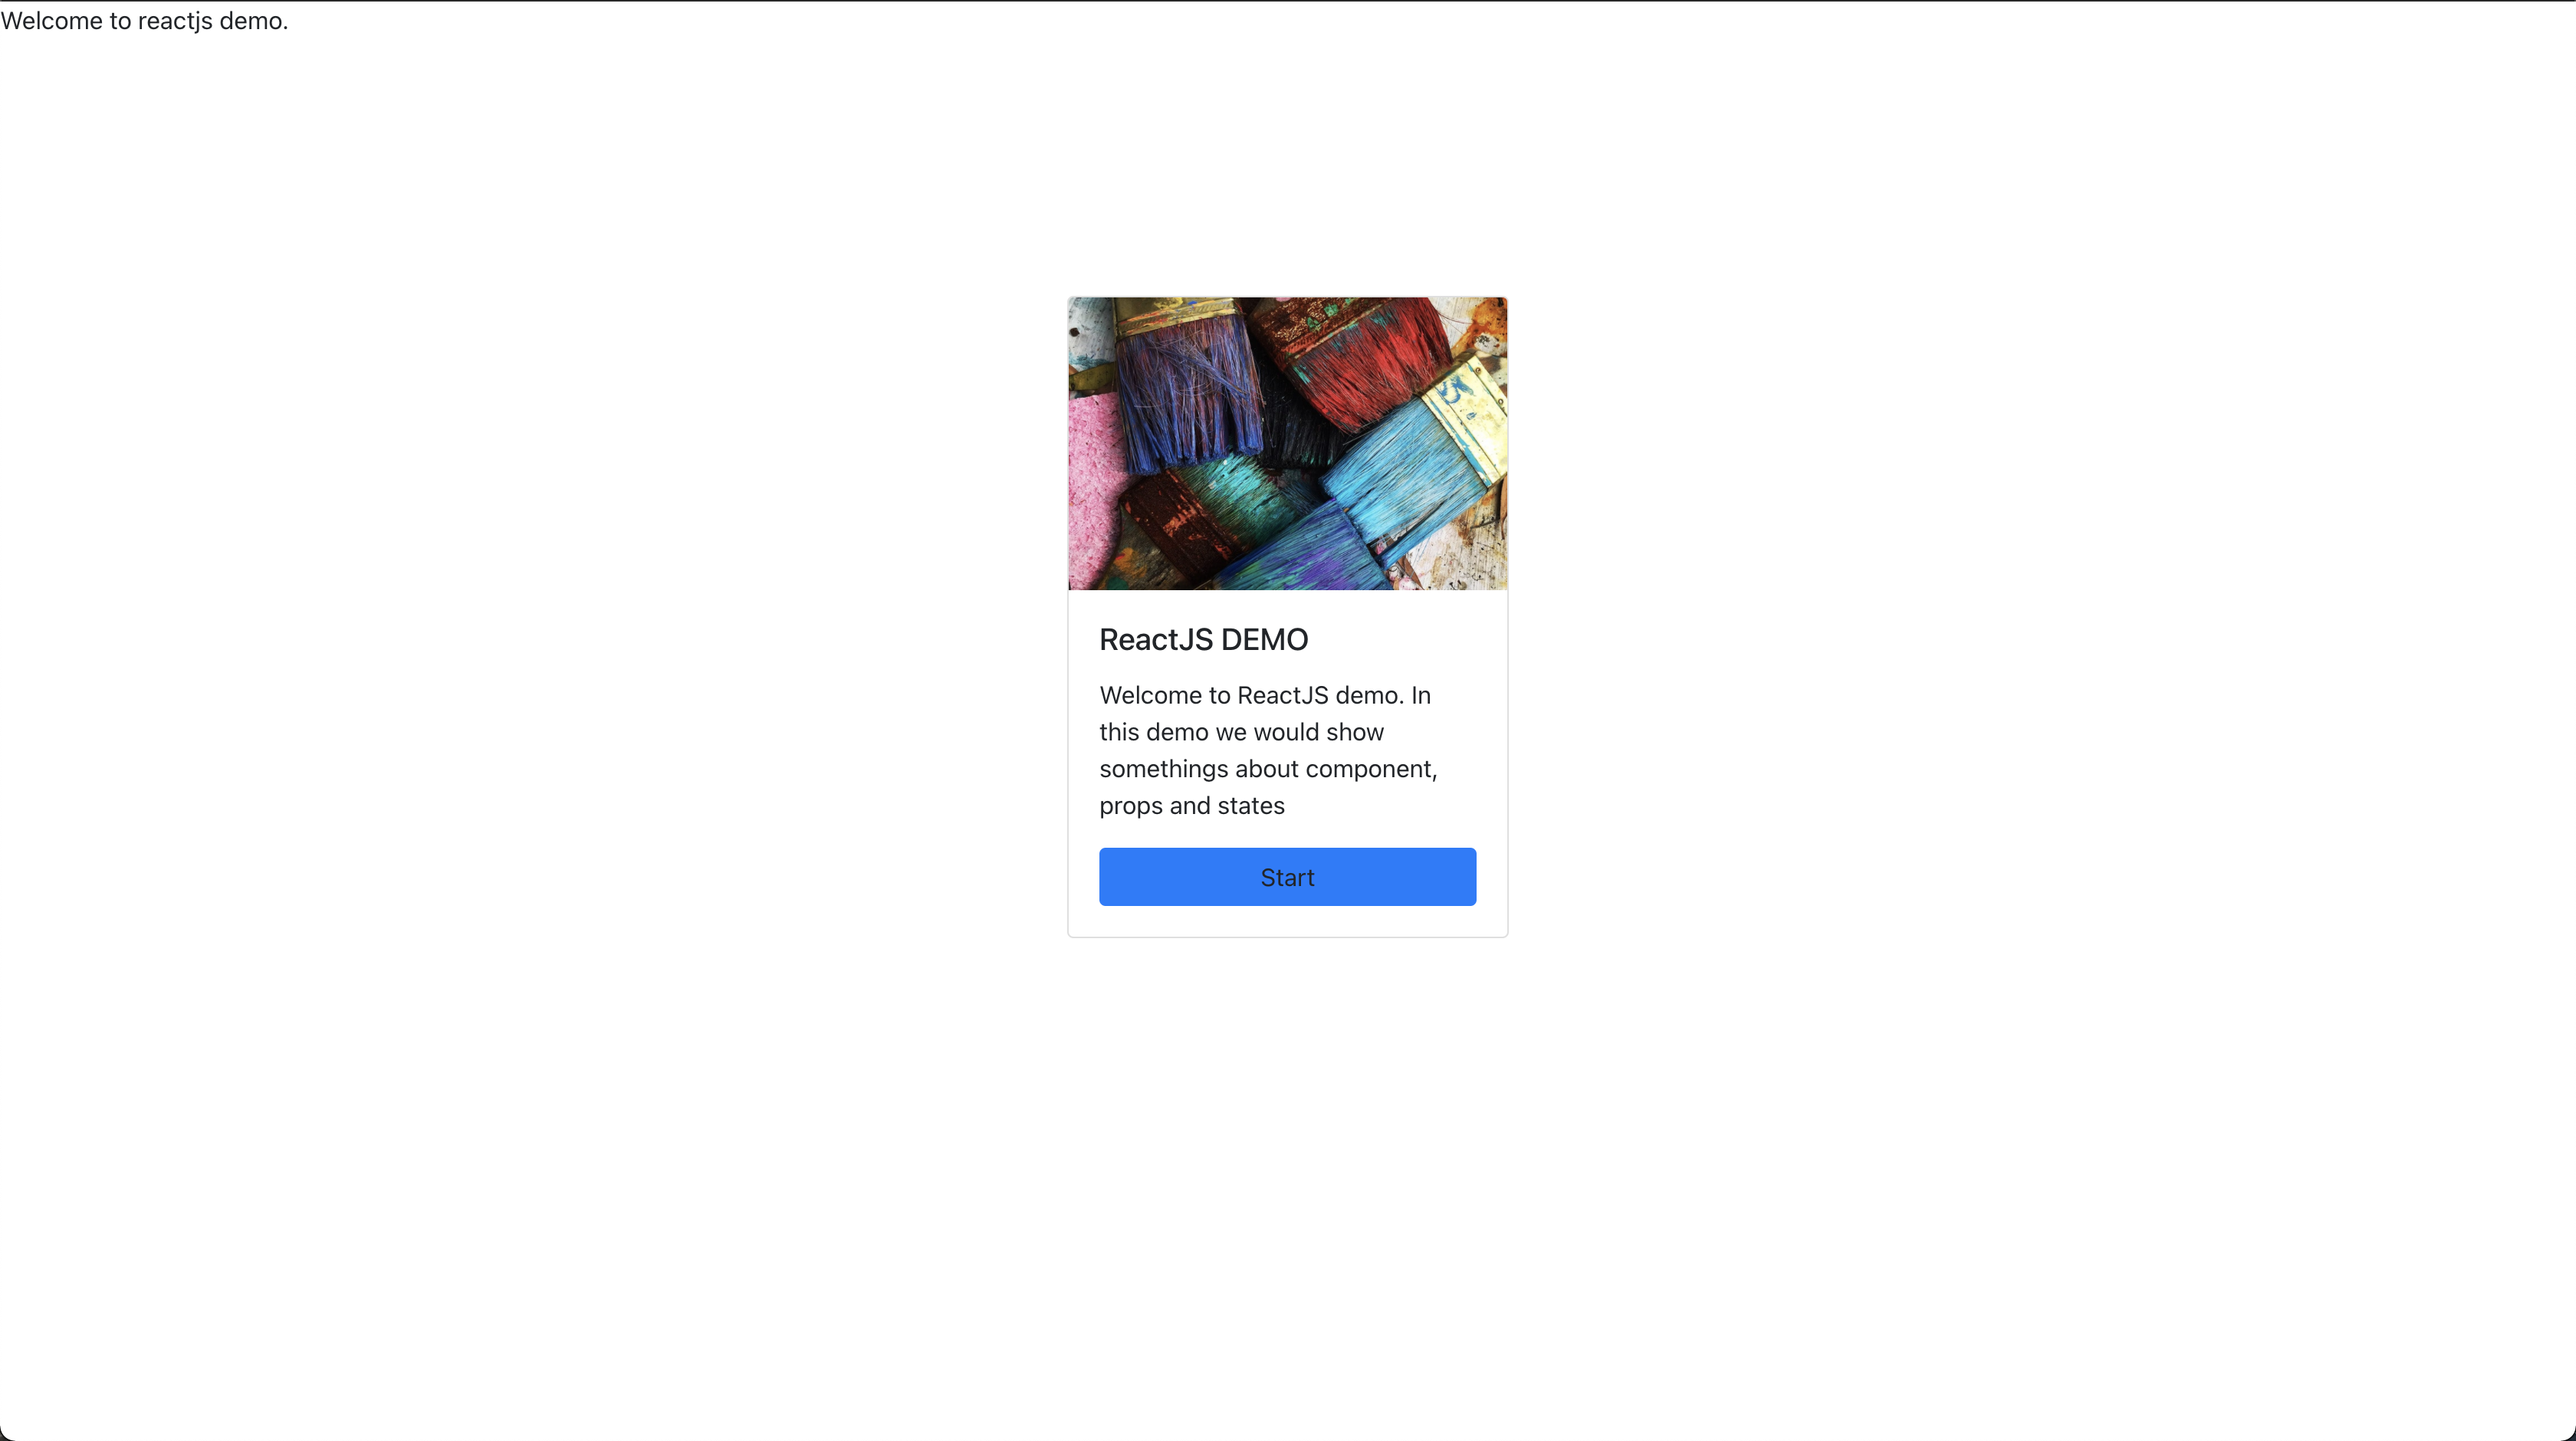 Welcome to reactjs demo.
ReactJS DEMO
Welcome to ReactJS demo. In
this demo we would show
somethings about component,
props and states
Start